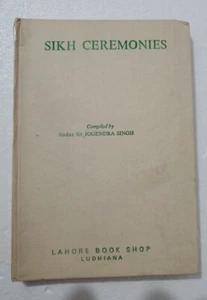 SIKH CEREMONIES
Compiled by
Sardar Sir JOGENDRA SINGH
LAHORE BOOK SHOP
LUDHIANA